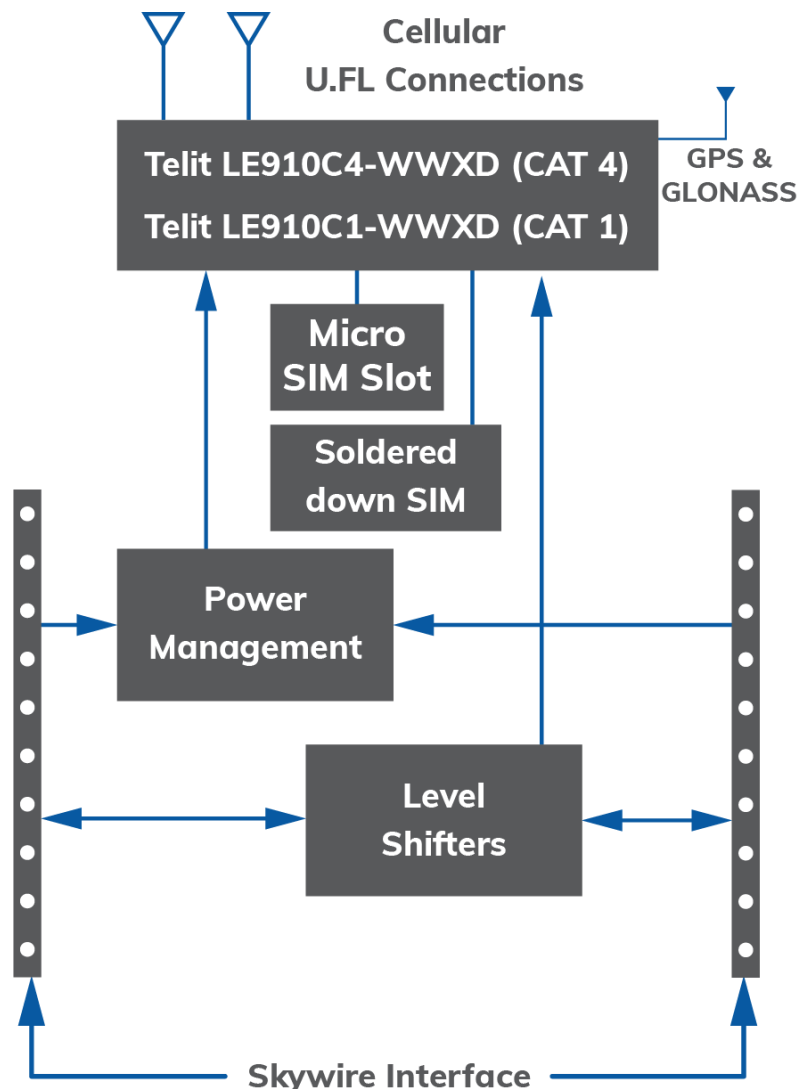 Cellular
U.FL Connections
Telit LE910C4-WWXD (CAT 4)
Telit LE910C1-WWXD (CAT 1)
GPS &
GLONASS
Micro
SIM Slot
Soldered
down SIM
Power
Management
Level
Shifters
Skywire Interface